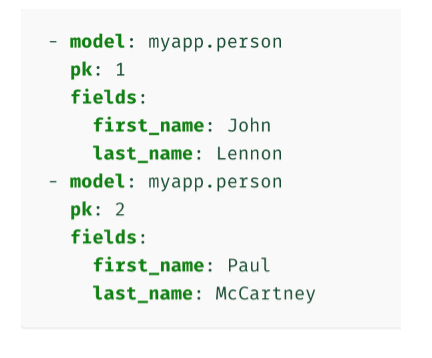 - model: myapp.person
  pk: 1
  fields:
    first_name: John
    last_name: Lennon
- model: myapp.person
  pk: 2
  fields:
    first_name: Paul
    last_name: McCartney